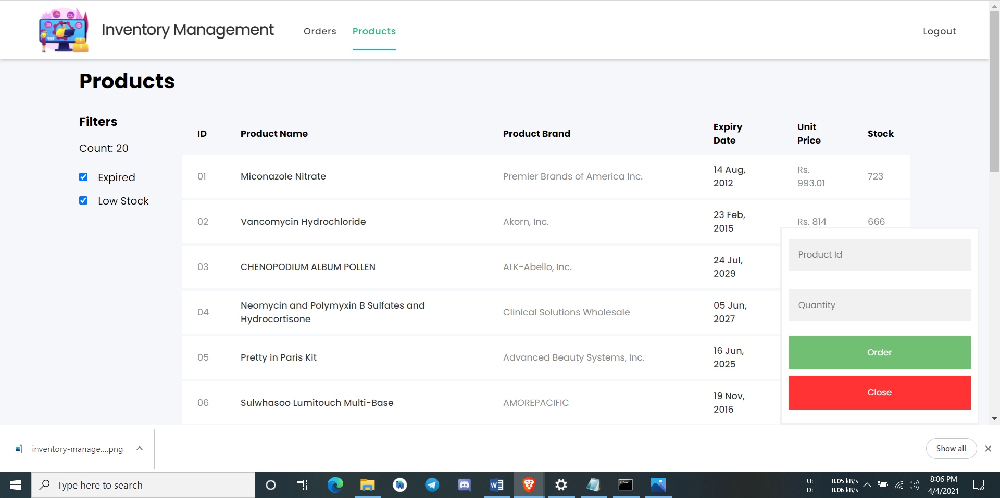 Inventory Management
Orders
Products
Logout
Products
Filters
Count: 20
Expired
Low Stock
ID
Product Name
Product Brand
Expiry
Date
Unit
Price
Stock
01
Miconazole Nitrate
Premier Brands of America Inc.
14 Aug,
2012
Rs.
993.01
723
02
Vancomycin Hydrochloride
Akorn, Inc.
23 Feb,
2015
Rs. 814
666
03
CHENOPODIUM ALBUM POLLEN
ALK-Abello, Inc.
24 Jul,
2029
04
Neomycin and Polymyxin B Sulfates and
Hydrocortisone
Clinical Solutions Wholesale
05 Jun,
2027
05
Pretty in Paris Kit
Advanced Beauty Systems, Inc.
16 Jun,
2025
06
Sulwhasoo Lumitouch Multi-Base
AMOREPACIFIC
19 Nov,
2016
Product Id
Quantity
Order
Close
inventory-manage....png
Show all
Type here to search
U: 0.05 kB/s
D: 0.06 kB/s
8:06 PM
4/4/2021